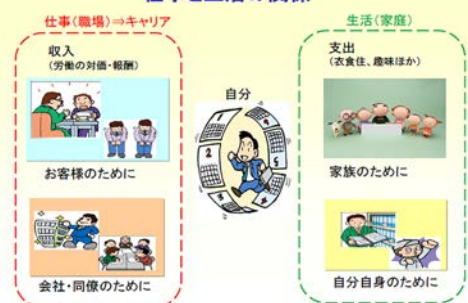 仕事(職場)⇒キャリア
収入
(労働の対価・報酬)
お客様のために
会社・同僚のために
自分
生活(家庭)
支出
(衣食住、趣味ほか)
家族のために
自分自身のために